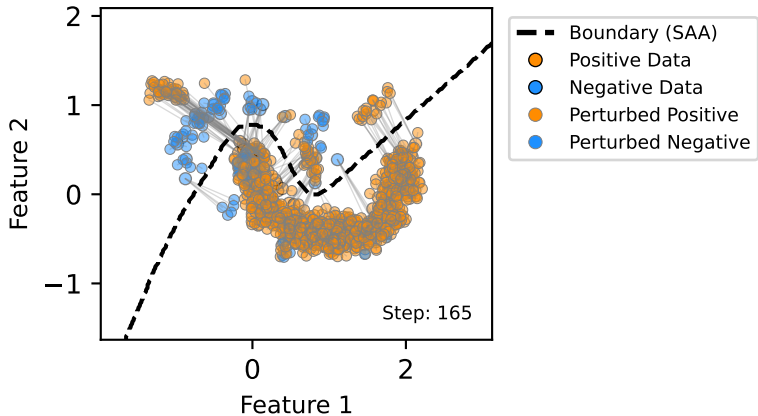 2
1
0
−1
Feature 2
0
2
Feature 1
Step: 165
Boundary (SAA)
Positive Data
Negative Data
Perturbed Positive
Perturbed Negative